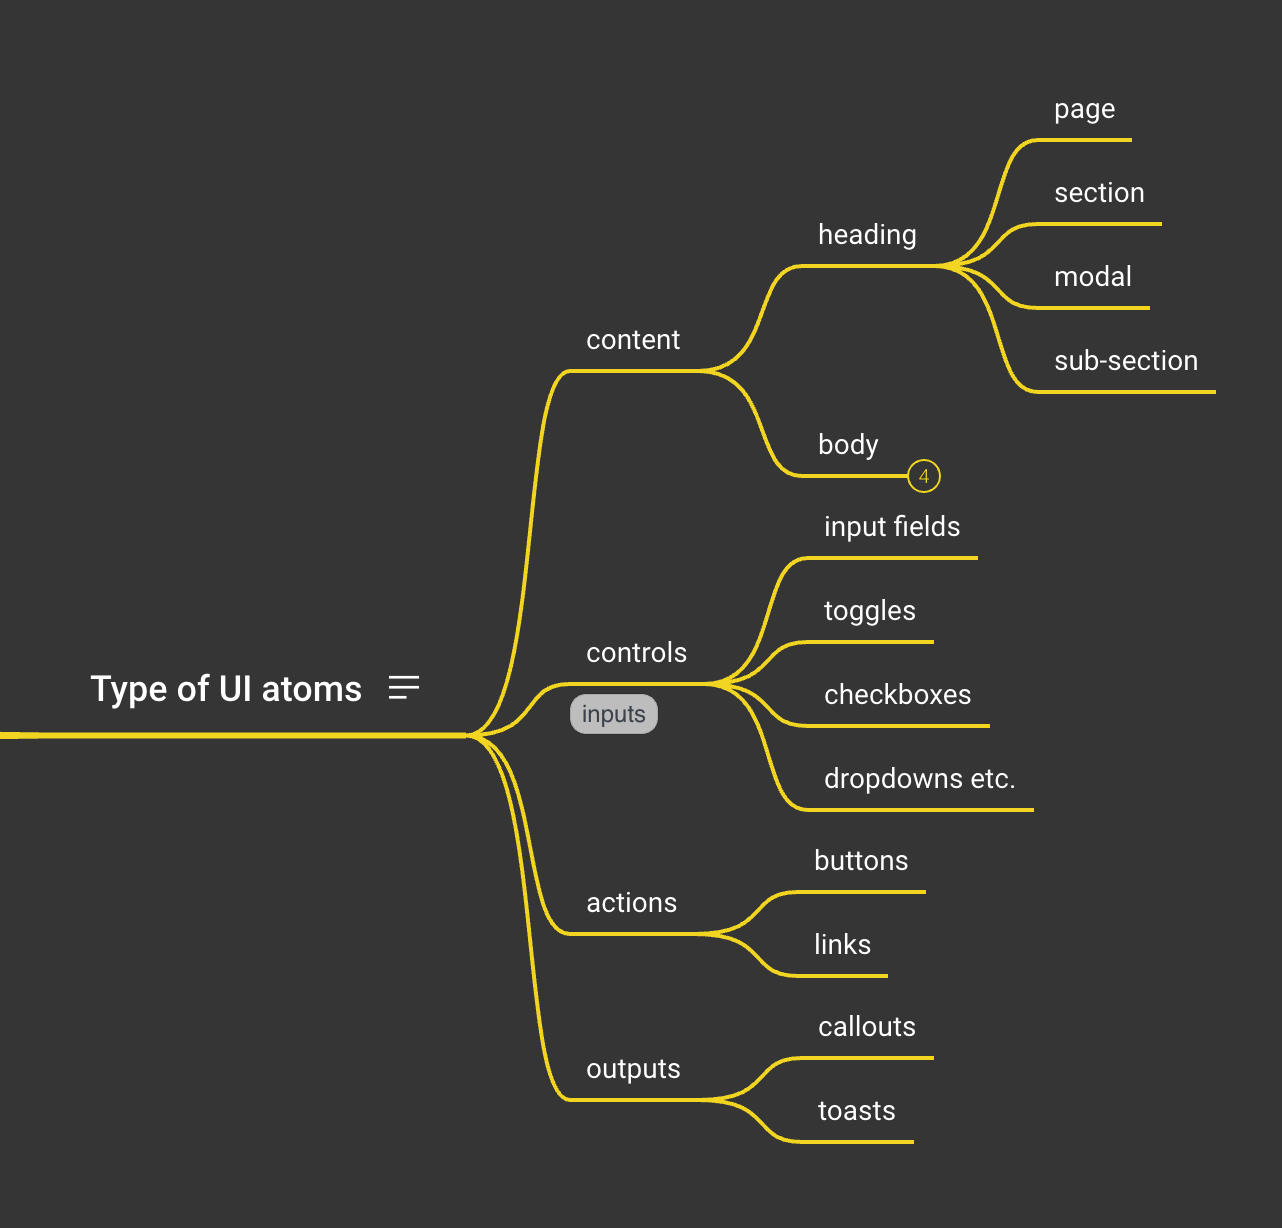 Type of UI atoms
content
heading
page
section
modal
sub-section
body
4
controls
inputs
input fields
toggles
checkboxes
dropdowns etc.
actions
buttons
links
outputs
callouts
toasts